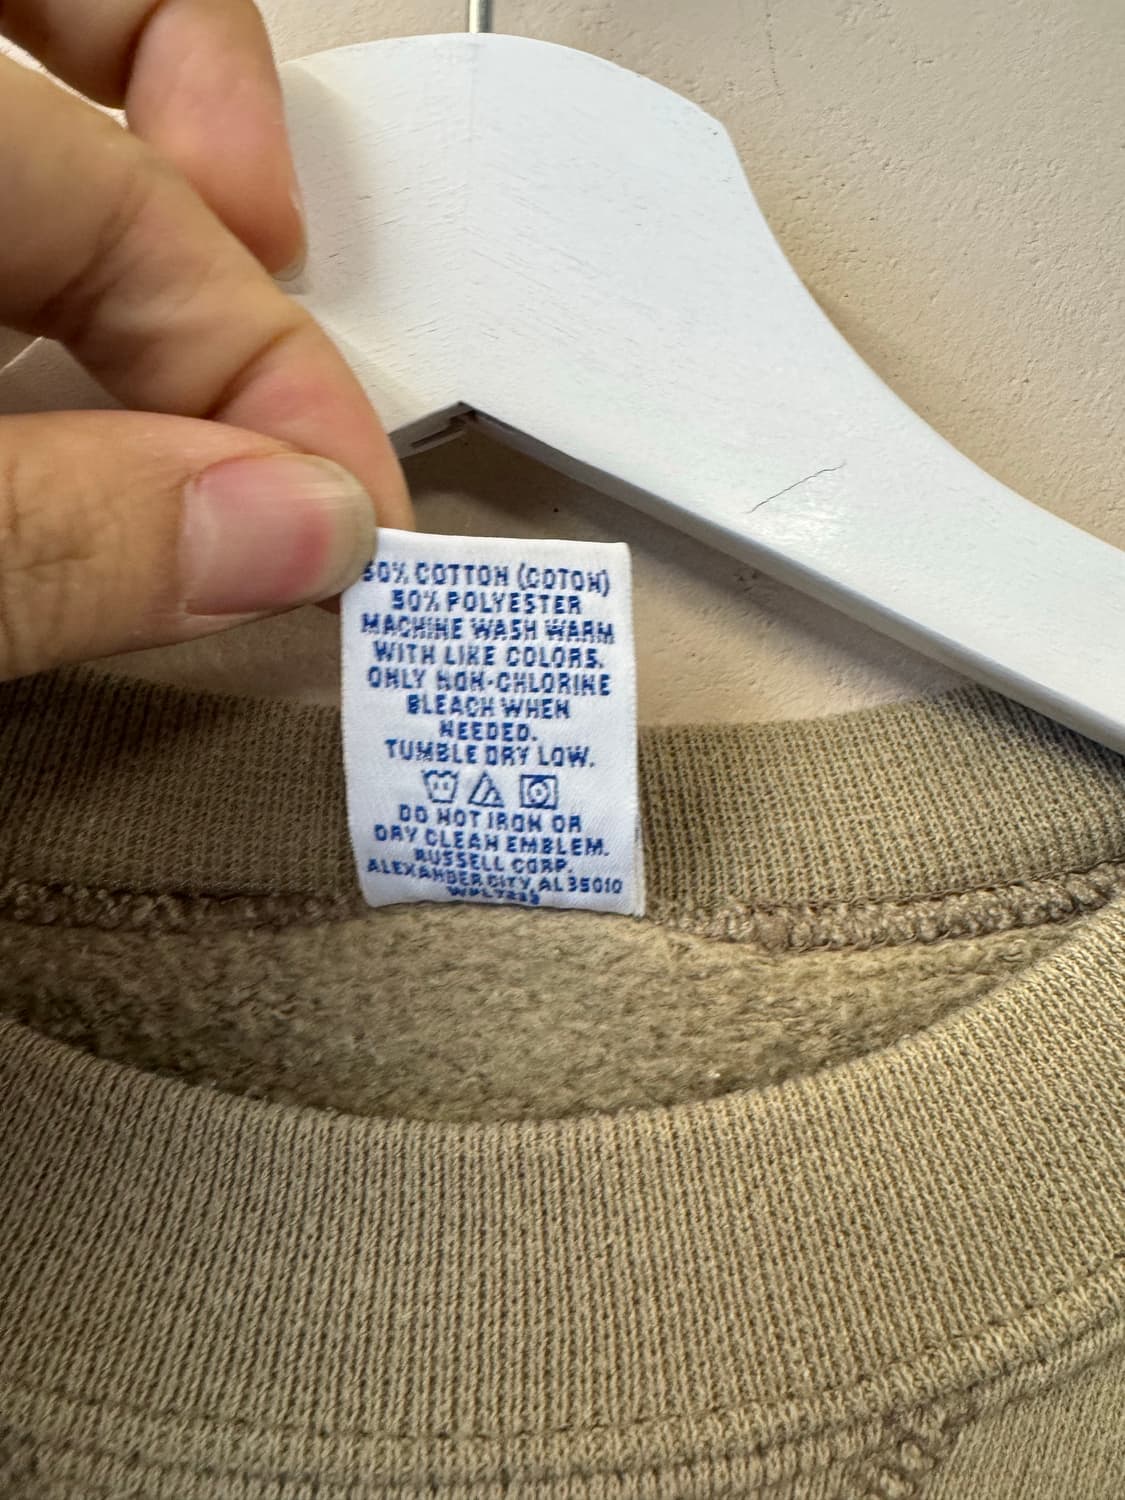 50% COTTON (COTON)
50% POLYESTER
MACHINE WASH WARM
WITH LIKE COLORS.
ONLY NON-CHLORINE
BLEACH WHEN
NEEDED.
TUMBLE DRY LOW.
DO NOT IRON OR
DRY CLEAN EMBLEM.
RUSSELL CORP.
ALEXANDER CITY, AL 35010